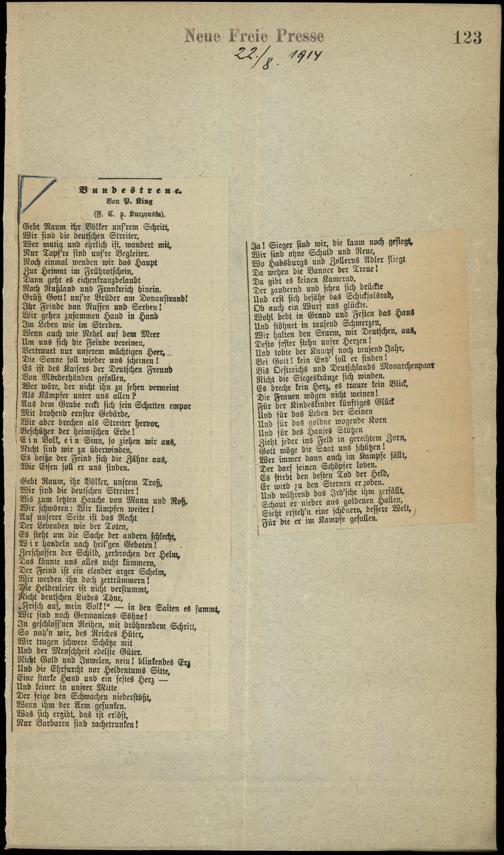 Neue Freie Presse
22./8. 1914
123
Bundestreue.
Von P. King
(F. C. p. Kurzynska).
Gebt Raum ihr Völker uns'rem Schritt,
Wir sind die deutschen Streiter,
Wer mutig und ehrlich ist, wandert mit,
Nur Tapf're sind uns're Begleiter.
Noch einmal wenden wir das Haupt
Zur Heimat im Frührotschein,
Dann geht es eichenkranzbelaubt
Nach Rußland und Frankreich hinein.
Grüß Gott! uns're Brüder am Donaustrand!
Ihr Feinde von Russen und Serben!
Wir gehen zusammen Hand in Hand
Im Leben wie im Sterben.
Wenn auch wie Nebel auf dem Meer
Um uns sich die Feinde vereinen,
Vertrauet nur unserem mächtigen Heer,
Die Sonne soll wieder uns scheinen!
Es ist des Kaisers der Deutschen Freund
Von Mörderhänden gefallen,
Wer wäre, der nicht ihn zu sehen vermeint
Als Kämpfer unter uns allen?
Aus dem Grabe reckt sich sein Schatten empor
Mit drohend ernster Gebärde,
Wir aber brechen als Streiter hervor,
Beschützer der heimischen Erde!
Ein Volk, ein Sinn, so ziehen wir aus,
Nicht sind wir zu überwinden.
Es beiße der Feind sich die Zähne aus,
Wie Eisen soll er uns finden.
Gebt Raum, ihr Völker, unserem Troß,
Wir sind die deutschen Streiter!
Bis zum letzten Hauche von Mann und Roß,
Wir schwören: Wir kämpfen weiter!
Auf unserer Seite ist das Recht
Der Lebenden wie der Toten,
Es steht um die Sache der andern schlecht,
Wir handeln nach heil'gen Geboten!
Zerschossen der Schild, zerbrochen der Helm,
Das könnte uns alles nicht kümmern,
Der Feind ist ein elender arger Schelm,
Wir werden ihn doch zertrümmern!
Die Heldenleier ist nicht verstummt,
Nicht deutschen Liedes Töne,
„Frisch auf, mein Volk!" — in den Saiten es summt,
Wir sind noch Germaniens Söhne!
In geschloss'nen Reihen, mit dröhnendem Schritt,
So nah'n wir, des Reiches Hüter,
Wir tragen schwere Schätze mit
Und der Menschheit edelste Güter.
Nicht Gold und Juwelen, nein! blinkendes Erz
Und die Ehrfurcht vor Heldentums Sitte,
Eine starke Hand und ein festes Herz —
Und keiner in unsrer Mitte
Der feige den Schwachen niederstößt,
Wenn ihm der Arm gesunken.
Was sich ergibt, das ist erlöst,
Nur Barbaren sind rachetrunken!
Ja! Sieger sind wir, die kaum noch gesiegt,
Wir sind ohne Schuld und Reue,
Wo Habsburgs und Zollerns Adler fliegt
Da wehen die Banner der Treue!
Da gibt es keinen Kamerad,
Der zaudernd und scheu sich drückte
Und erst sich besähe das Schicksalsrad,
Ob auch ein Wurf uns glückte.
Wohl bebt in Grund und Festen das Haus
Und stöhnet in tausend Schmerzen,
Wir halten den Sturm, wir Deutschen, aus,
Desto fester stehn unsre Herzen!
Und tobte der Kampf noch tausend Jahr,
Bei Gott! kein End' soll er finden!
Bis Oestreichs und Deutschlands Monarchenpaar
Nicht die Siegeskränze sich winden.
Es breche kein Herz, es traure kein Blick,
Die Frauen mögen nicht weinen!
Für der Kindeskinder künftiges Glück
Und für das Leben der Seinen
Und für das goldne wogende Korn
Und für des Hauses Stützen
Zieht jeder ins Feld in gerechtem Zorn,
Gott möge die Saat uns schützen!
Wer immer dann auch im Kampfe fällt,
Der darf seinen Schöpfer loben.
Es stirbt den besten Tod der Held,
Er wird zu den Sternen erhoben.
Und während das Ird'sche ihm zerfällt,
Schaut er nieder aus goldenen Hallen,
Sieht ersteh'n eine schönere, bessere Welt,
Für die er im Kampfe gefallen.